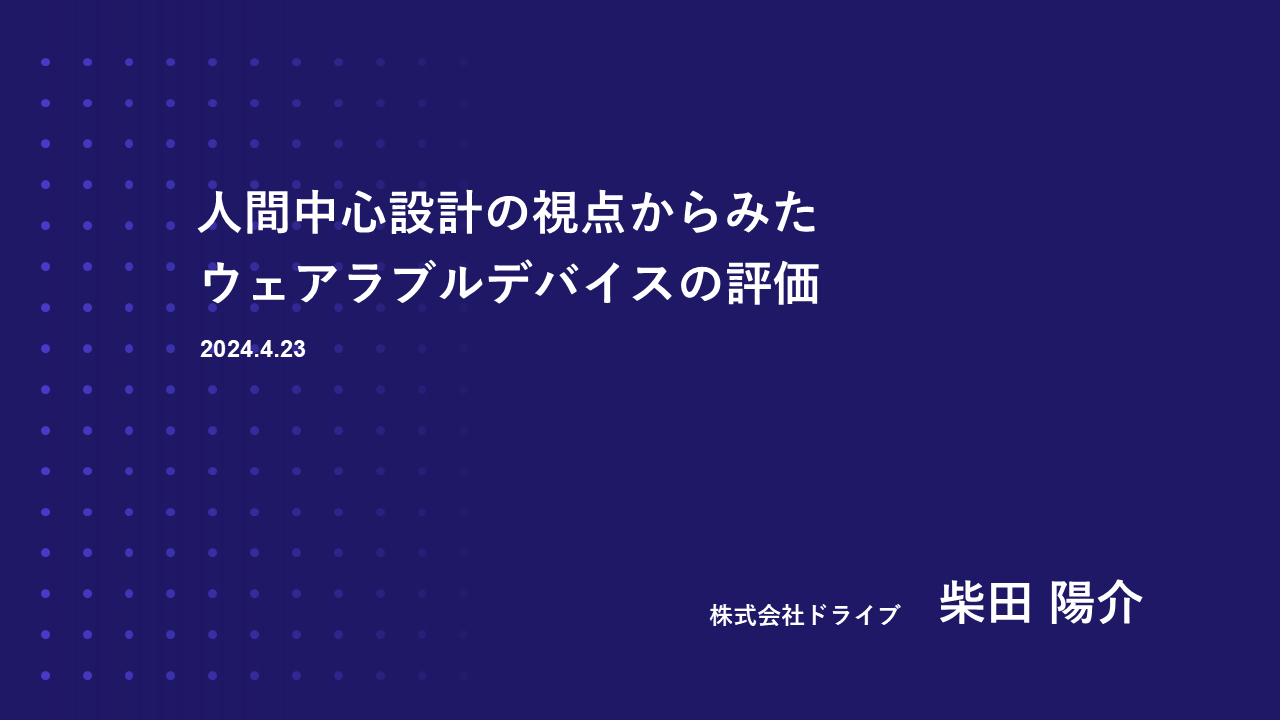 人間中心設計の視点からみた
ウェアラブルデバイスの評価
2024.4.23
株式会社ドライブ 柴田 陽介